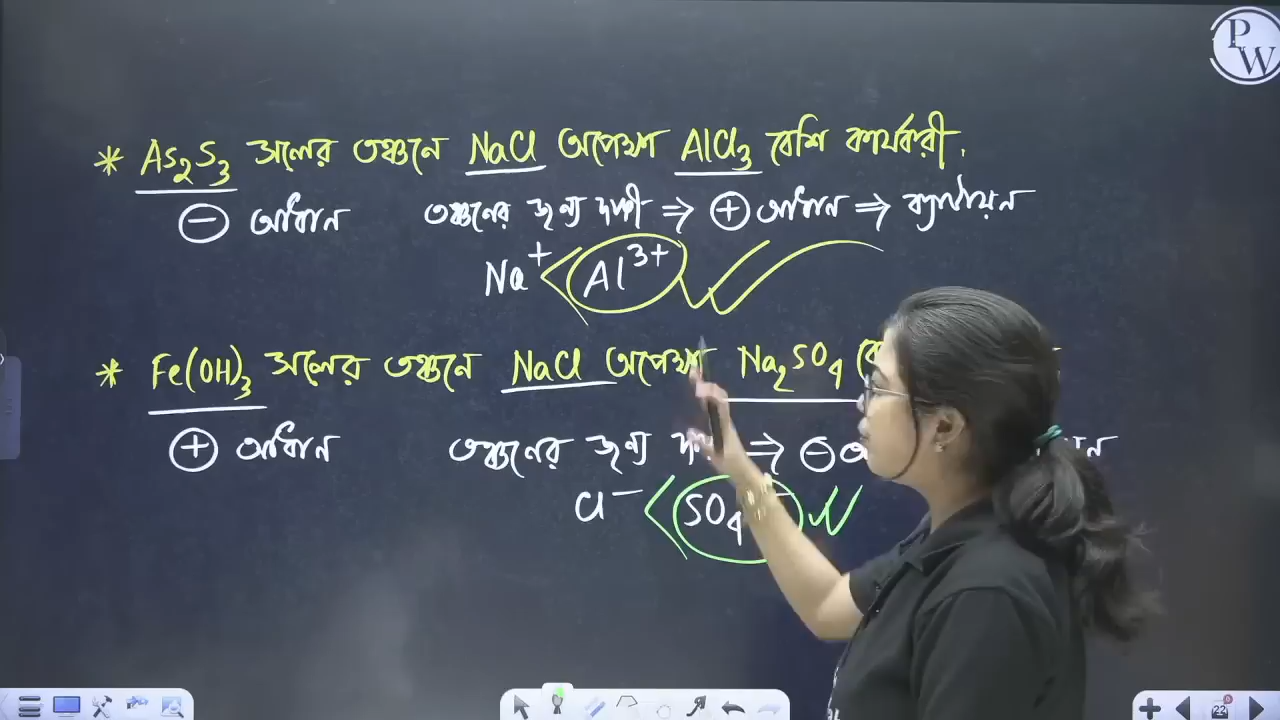 PW
* As₂S₃ সলের তঞ্চনে NaCl অপেক্ষা AlCl₃ বেশি কার্যকরী.
⊖ আধান তঞ্চনের জন্য দায়ী ⇒ ⊕ আধান ⇒ ক্যাটায়ন
Na⁺ < Al³⁺
* Fe(OH)₃ সলের তঞ্চনে NaCl অপেক্ষা Na₂SO₄
⊕ আধান তঞ্চনের জন্য ⇒ ⊖
Cl⁻ < SO₄
23